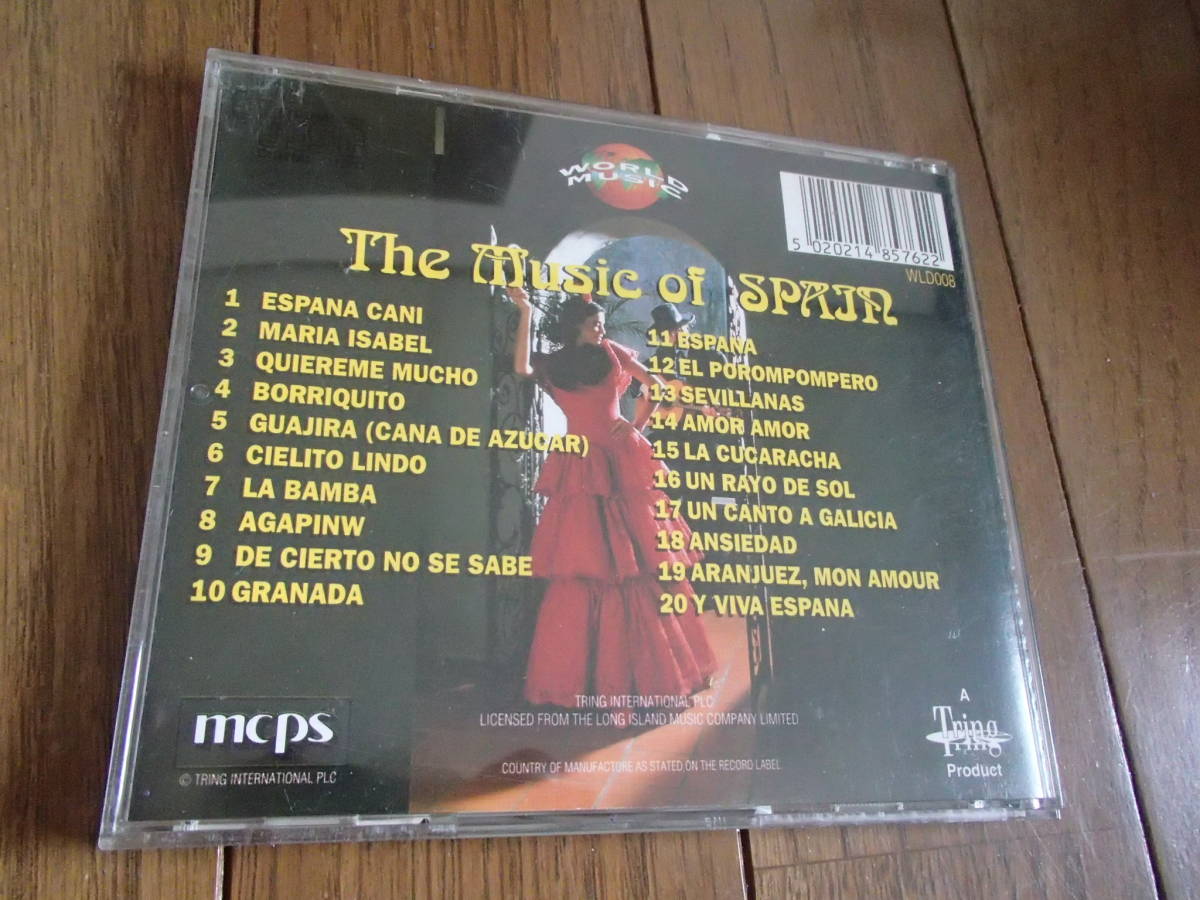 WORLD
MUSIC
5 020214 857622
WLD008
The Music of SPAIN
1 ESPANA CANI
2 MARIA ISABEL
3 QUIEREME MUCHO
4 BORRIQUITO
5 GUAJIRA (CANA DE AZUCAR)
6 CIELITO LINDO
7 LA BAMBA
8 AGAPINW
9 DE CIERTO NO SE SABE
10 GRANADA
11 ESPANA
12 EL POROMPOMPERO
13 SEVILLANAS
14 AMOR AMOR
15 LA CUCARACHA
16 UN RAYO DE SOL
17 UN CANTO A GALICIA
18 ANSIEDAD
19 ARANJUEZ, MON AMOUR
20 Y VIVA ESPANA
mcps
© TRING INTERNATIONAL PLC
TRING INTERNATIONAL PLC
LICENSED FROM THE LONG ISLAND MUSIC COMPANY LIMITED
COUNTRY OF MANUFACTURE AS STATED ON THE RECORD LABEL
A
Tring
Product